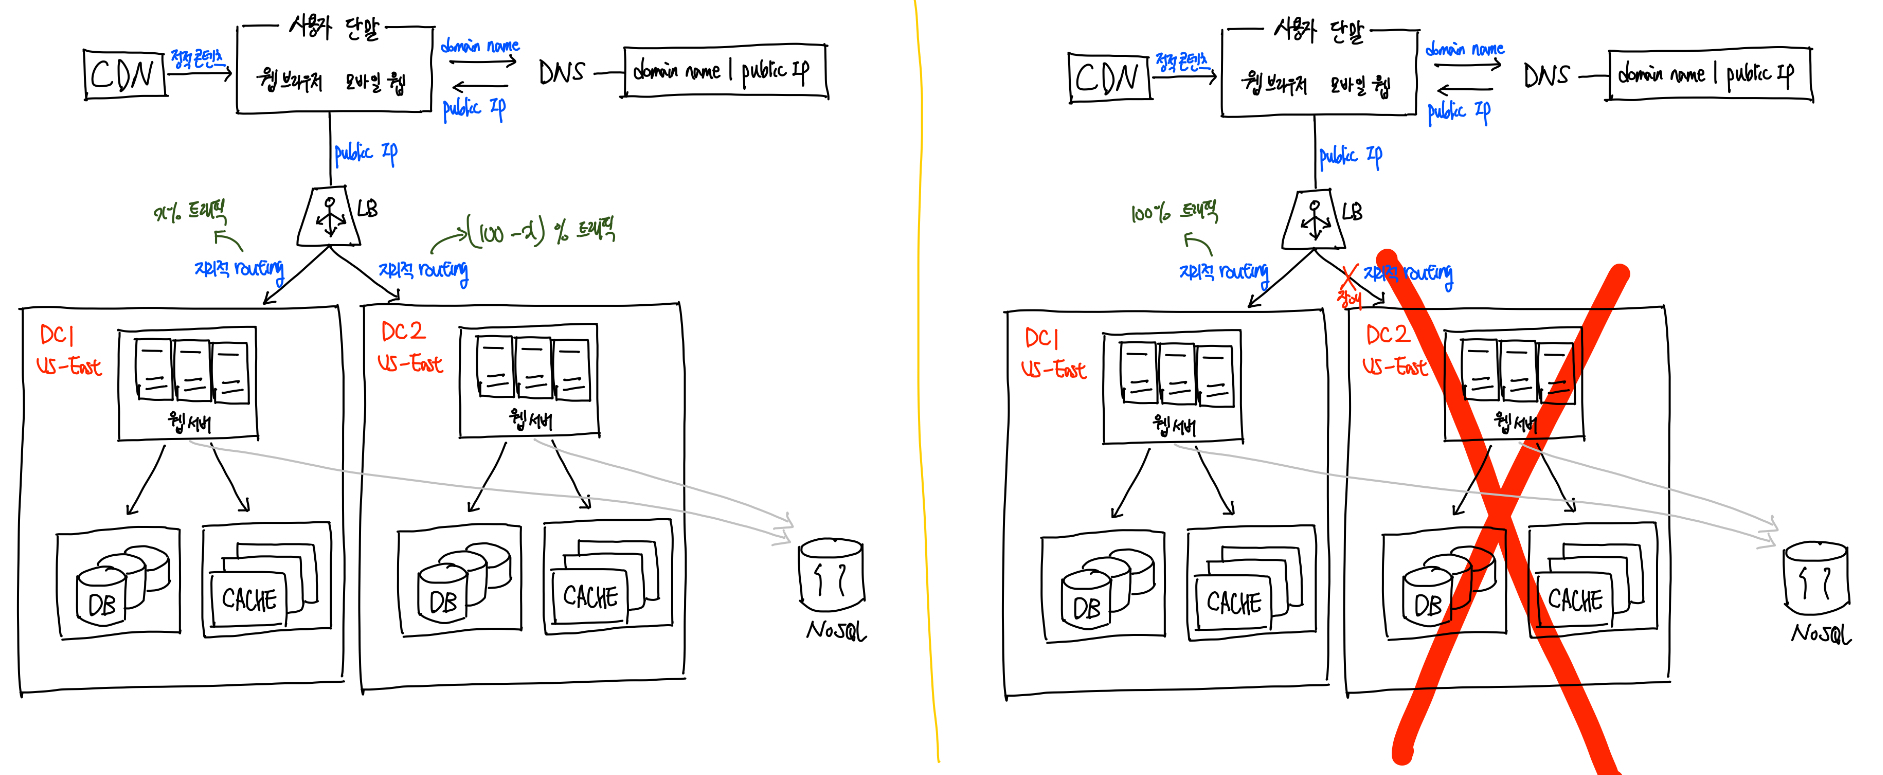 사용자 단말
CDN
정적콘텐츠
웹 브라우저 모바일 웹
domain name
public IP
DNS
domain name | public IP
public IP
LB
x% 트래픽
(100-x) % 트래픽
지리적 routing
지리적 routing
DC1
US-East
웹서버
DB
CACHE
DC2
US-East
웹서버
DB
CACHE
NoSQL
사용자 단말
CDN
정적콘텐츠
웹 브라우저 모바일 웹
domain name
public IP
DNS
domain name | public IP
public IP
LB
100% 트래픽
지리적 routing
지리적 routing
장애
DC1
US-East
웹서버
DB
CACHE
DC2
US-East
웹서버
DB
CACHE
NoSQL